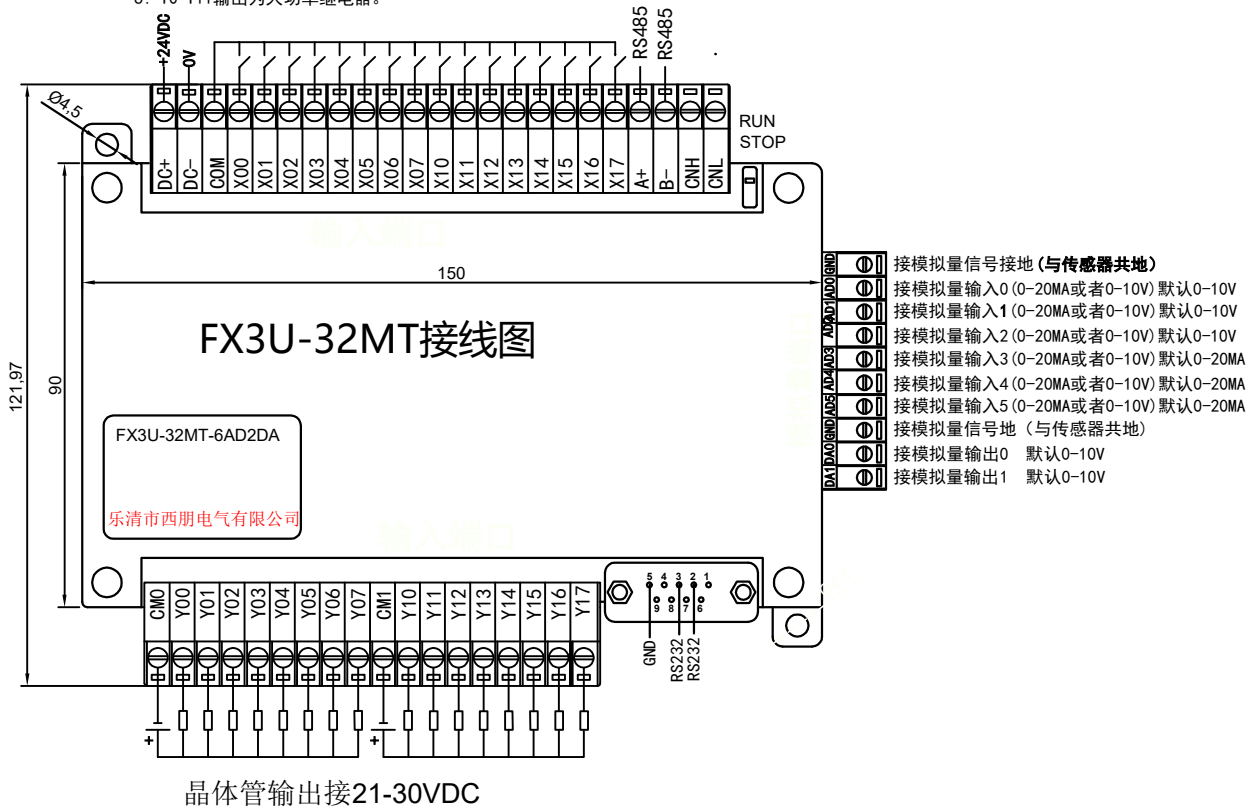 +24VDC
0V
RS485
RS485
Ø4,5
RUN
STOP
DC+
DC-
COM
X00
X01
X02
X03
X04
X05
X06
X07
X10
X11
X12
X13
X14
X15
X16
X17
A+
B-
CNH
CNL
150
121,97
90
FX3U-32MT接线图
FX3U-32MT-6AD2DA
乐清市西朋电气有限公司
GND 接模拟量信号接地(与传感器共地)
AD0 接模拟量输入0(0-20MA或者0-10V)默认0-10V
AD1 接模拟量输入1(0-20MA或者0-10V)默认0-10V
AD2 接模拟量输入2(0-20MA或者0-10V)默认0-10V
AD3 接模拟量输入3(0-20MA或者0-10V)默认0-20MA
AD4 接模拟量输入4(0-20MA或者0-10V)默认0-20MA
AD5 接模拟量输入5(0-20MA或者0-10V)默认0-20MA
GND 接模拟量信号地（与传感器共地）
DA0 接模拟量输出0 默认0-10V
DA1 接模拟量输出1 默认0-10V
CM0
Y00
Y01
Y02
Y03
Y04
Y05
Y06
Y07
CM1
Y10
Y11
Y12
Y13
Y14
Y15
Y16
Y17
5 4 3 2 1
9 8 7 6
GND
RS232
RS232
+
+
晶体管输出接21-30VDC